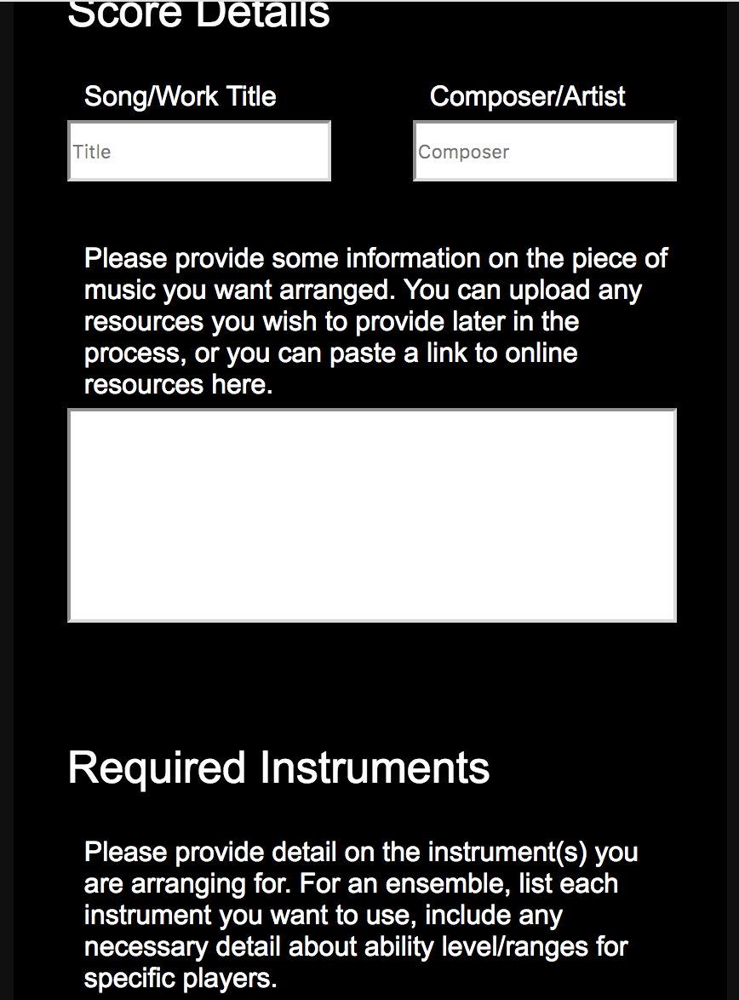 Score Details
Song/Work Title
Composer/Artist
Title
Composer
Please provide some information on the piece of
music you want arranged. You can upload any
resources you wish to provide later in the
process, or you can paste a link to online
resources here.
Required Instruments
Please provide detail on the instrument(s) you
are arranging for. For an ensemble, list each
instrument you want to use, include any
necessary detail about ability level/ranges for
specific players.